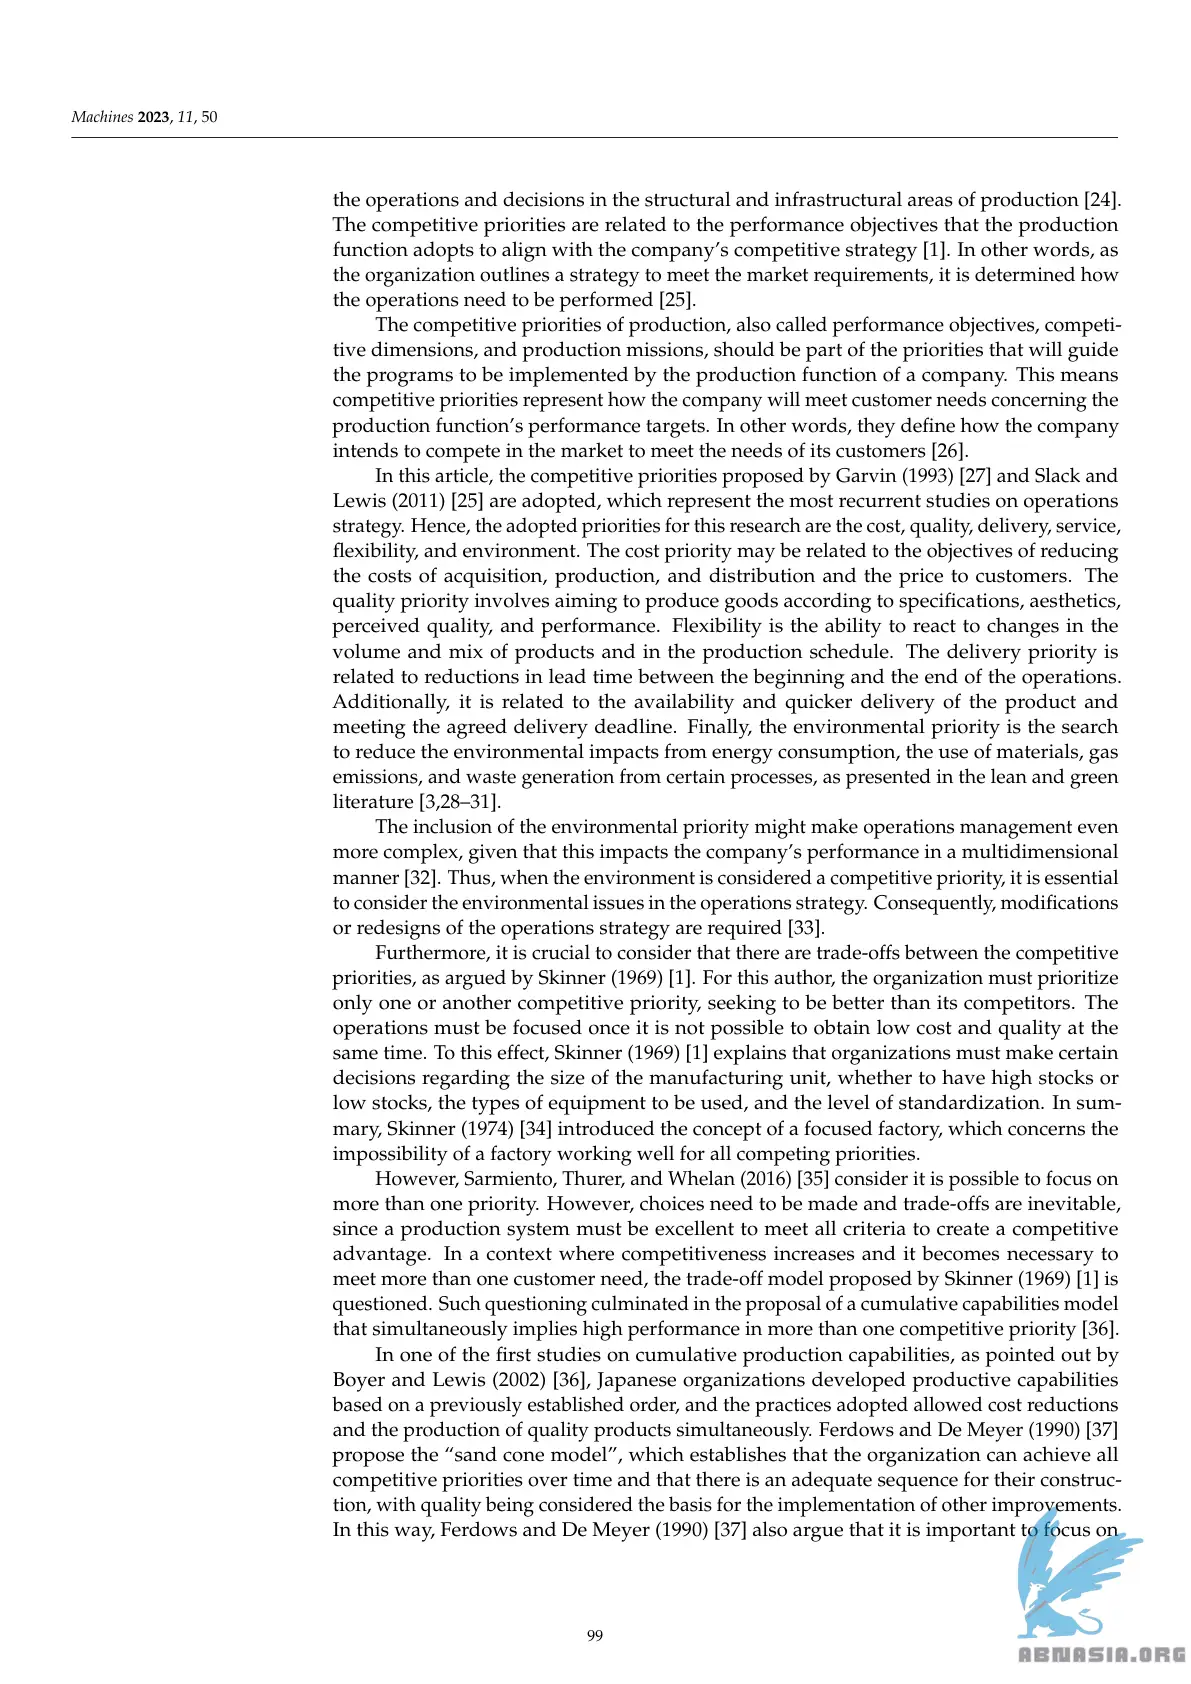 Machines 2023, 11, 50
the operations and decisions in the structural and infrastructural areas of production [24].
The competitive priorities are related to the performance objectives that the production
function adopts to align with the company’s competitive strategy [1]. In other words, as
the organization outlines a strategy to meet the market requirements, it is determined how
the operations need to be performed [25].
The competitive priorities of production, also called performance objectives, competi-
tive dimensions, and production missions, should be part of the priorities that will guide
the programs to be implemented by the production function of a company. This means
competitive priorities represent how the company will meet customer needs concerning the
production function’s performance targets. In other words, they define how the company
intends to compete in the market to meet the needs of its customers [26].
In this article, the competitive priorities proposed by Garvin (1993) [27] and Slack and
Lewis (2011) [25] are adopted, which represent the most recurrent studies on operations
strategy. Hence, the adopted priorities for this research are the cost, quality, delivery, service,
flexibility, and environment. The cost priority may be related to the objectives of reducing
the costs of acquisition, production, and distribution and the price to customers. The
quality priority involves aiming to produce goods according to specifications, aesthetics,
perceived quality, and performance. Flexibility is the ability to react to changes in the
volume and mix of products and in the production schedule. The delivery priority is
related to reductions in lead time between the beginning and the end of the operations.
Additionally, it is related to the availability and quicker delivery of the product and
meeting the agreed delivery deadline. Finally, the environmental priority is the search
to reduce the environmental impacts from energy consumption, the use of materials, gas
emissions, and waste generation from certain processes, as presented in the lean and green
literature [3,28–31].
The inclusion of the environmental priority might make operations management even
more complex, given that this impacts the company’s performance in a multidimensional
manner [32]. Thus, when the environment is considered a competitive priority, it is essential
to consider the environmental issues in the operations strategy. Consequently, modifications
or redesigns of the operations strategy are required [33].
Furthermore, it is crucial to consider that there are trade-offs between the competitive
priorities, as argued by Skinner (1969) [1]. For this author, the organization must prioritize
only one or another competitive priority, seeking to be better than its competitors. The
operations must be focused once it is not possible to obtain low cost and quality at the
same time. To this effect, Skinner (1969) [1] explains that organizations must make certain
decisions regarding the size of the manufacturing unit, whether to have high stocks or
low stocks, the types of equipment to be used, and the level of standardization. In sum-
mary, Skinner (1974) [34] introduced the concept of a focused factory, which concerns the
impossibility of a factory working well for all competing priorities.
However, Sarmiento, Thurer, and Whelan (2016) [35] consider it is possible to focus on
more than one priority. However, choices need to be made and trade-offs are inevitable,
since a production system must be excellent to meet all criteria to create a competitive
advantage. In a context where competitiveness increases and it becomes necessary to
meet more than one customer need, the trade-off model proposed by Skinner (1969) [1] is
questioned. Such questioning culminated in the proposal of a cumulative capabilities model
that simultaneously implies high performance in more than one competitive priority [36].
In one of the first studies on cumulative production capabilities, as pointed out by
Boyer and Lewis (2002) [36], Japanese organizations developed productive capabilities
based on a previously established order, and the practices adopted allowed cost reductions
and the production of quality products simultaneously. Ferdows and De Meyer (1990) [37]
propose the “sand cone model”, which establishes that the organization can achieve all
competitive priorities over time and that there is an adequate sequence for their construc-
tion, with quality being considered the basis for the implementation of other improvements.
In this way, Ferdows and De Meyer (1990) [37] also argue that it is important to focus on
99
ABNASIA.ORG